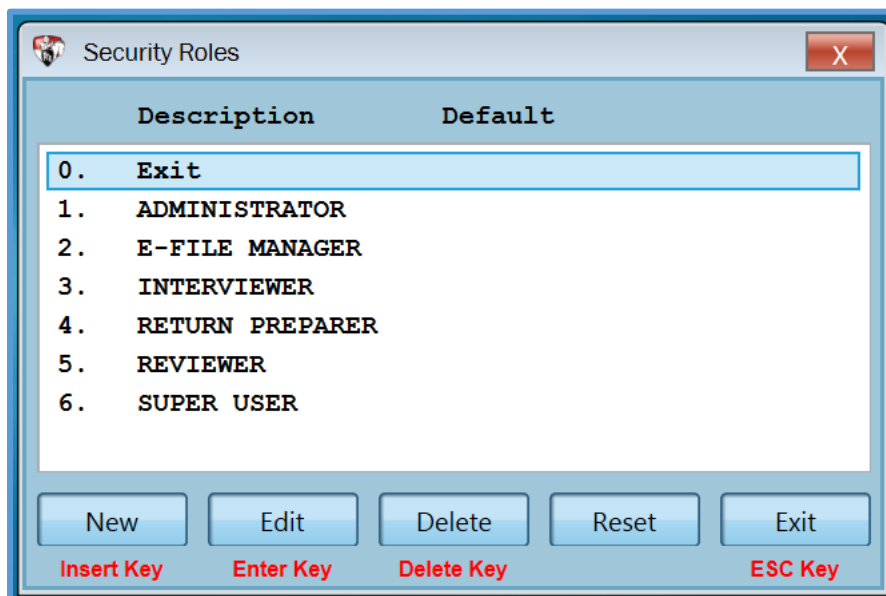 Security Roles
X
Description Default
0. Exit
1. ADMINISTRATOR
2. E-FILE MANAGER
3. INTERVIEWER
4. RETURN PREPARER
5. REVIEWER
6. SUPER USER
New Edit Delete Reset Exit
Insert Key Enter Key Delete Key ESC Key